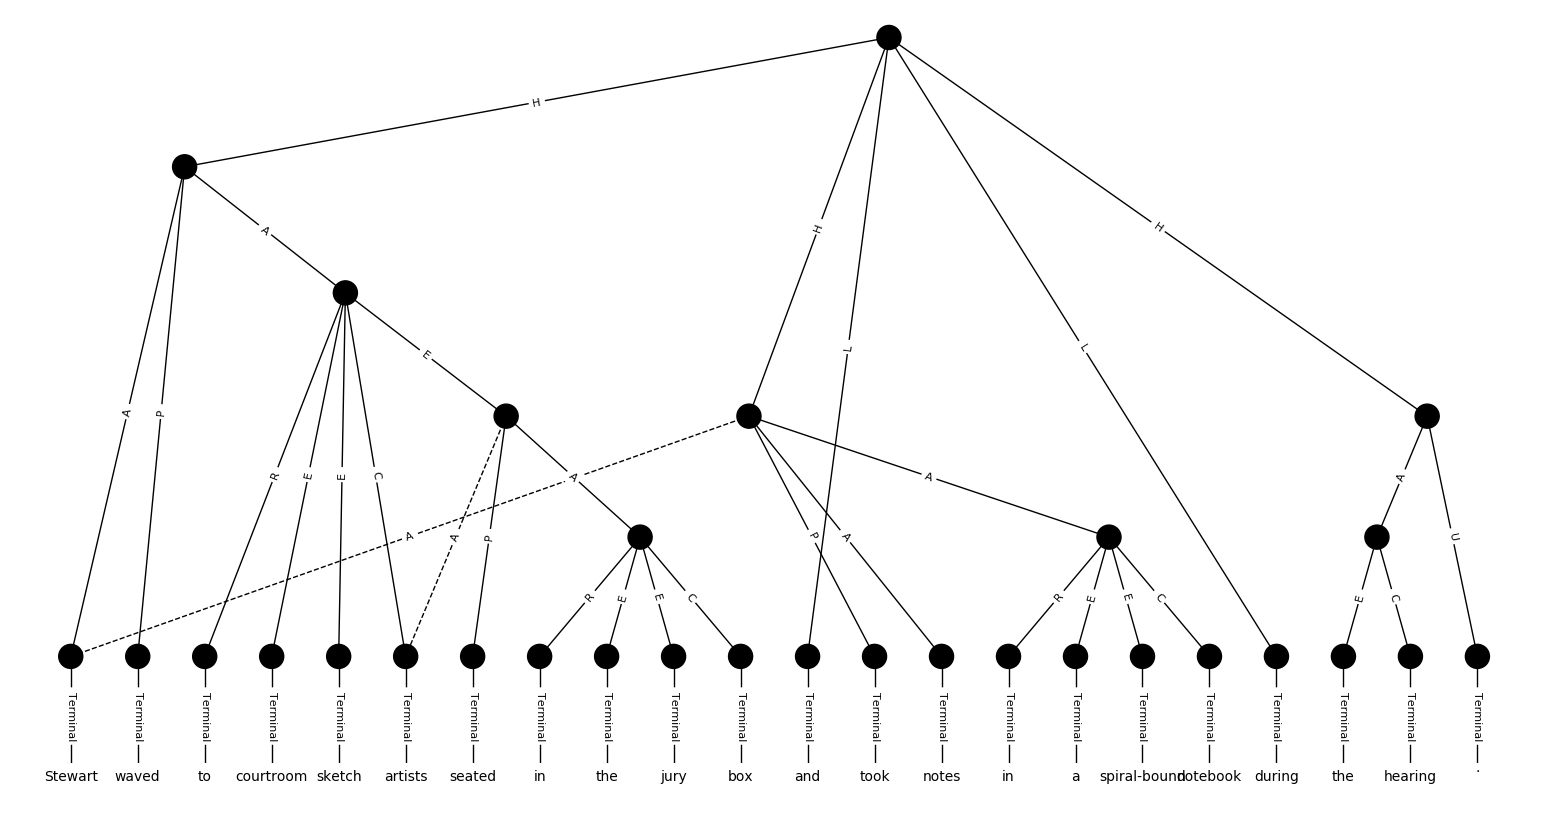 H
A
H
H
L
L
E
A P
R E E C
A
A
A
U
A
A P
P A
R E E C
R E E C
E C
Terminal Terminal Terminal Terminal Terminal Terminal Terminal Terminal Terminal Terminal Terminal Terminal Terminal Terminal Terminal Terminal Terminal Terminal Terminal Terminal Terminal Terminal
Stewart waved to courtroom sketch artists seated in the jury box and took notes in a spiral-bound notebook during the hearing .